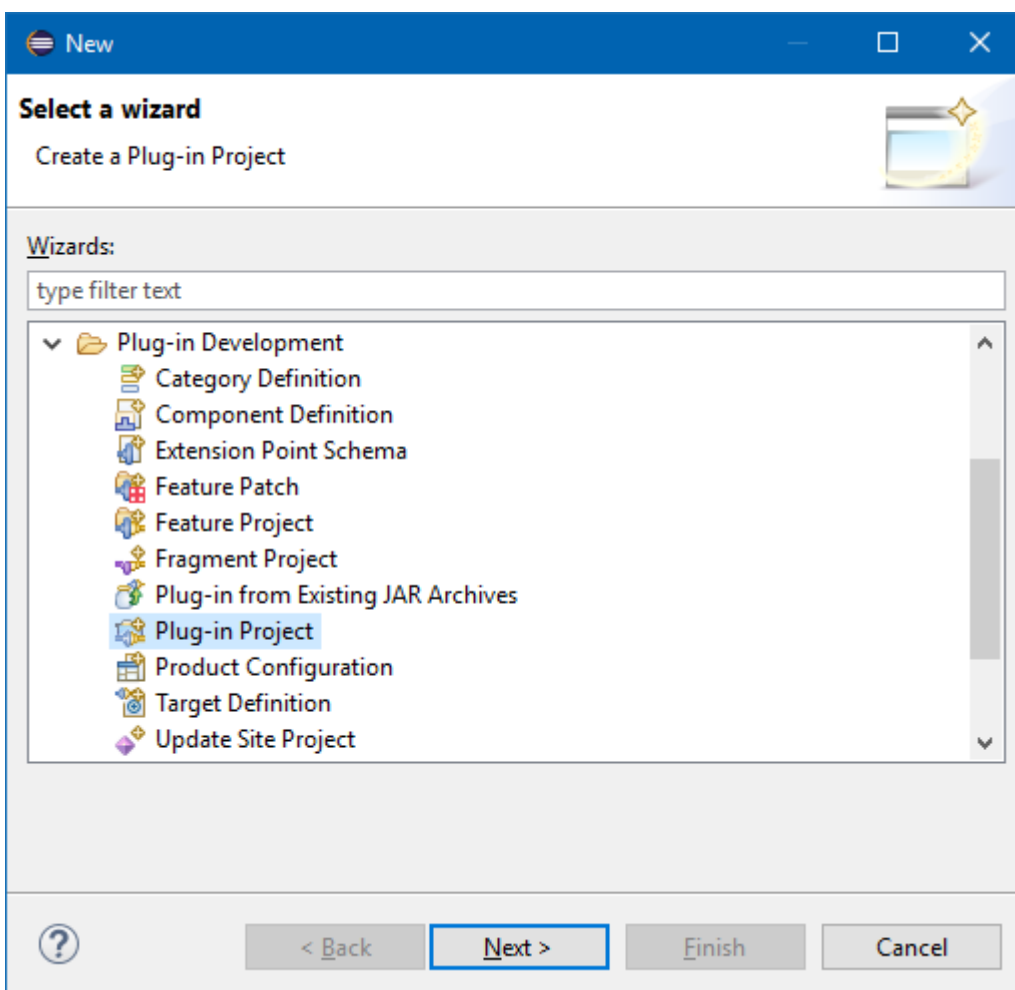 New
Select a wizard
Create a Plug-in Project
Wizards:
type filter text
Plug-in Development
Category Definition
Component Definition
Extension Point Schema
Feature Patch
Feature Project
Fragment Project
Plug-in from Existing JAR Archives
Plug-in Project
Product Configuration
Target Definition
Update Site Project
? < Back Next > Finish Cancel